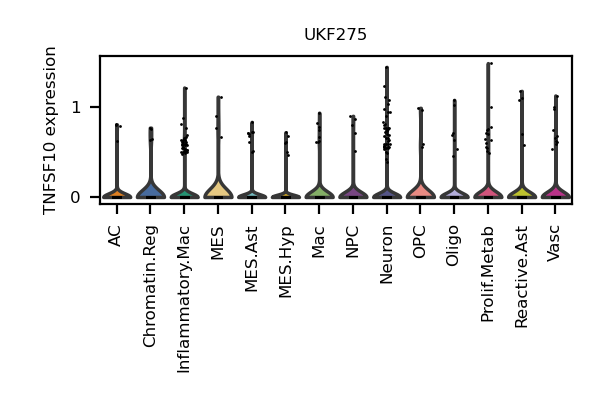 UKF275
TNFSF10 expression
1
0
AC
Chromatin.Reg
Inflammatory.Mac
MES
MES.Ast
MES.Hyp
Mac
NPC
Neuron
OPC
Oligo
Prolif.Metab
Reactive.Ast
Vasc